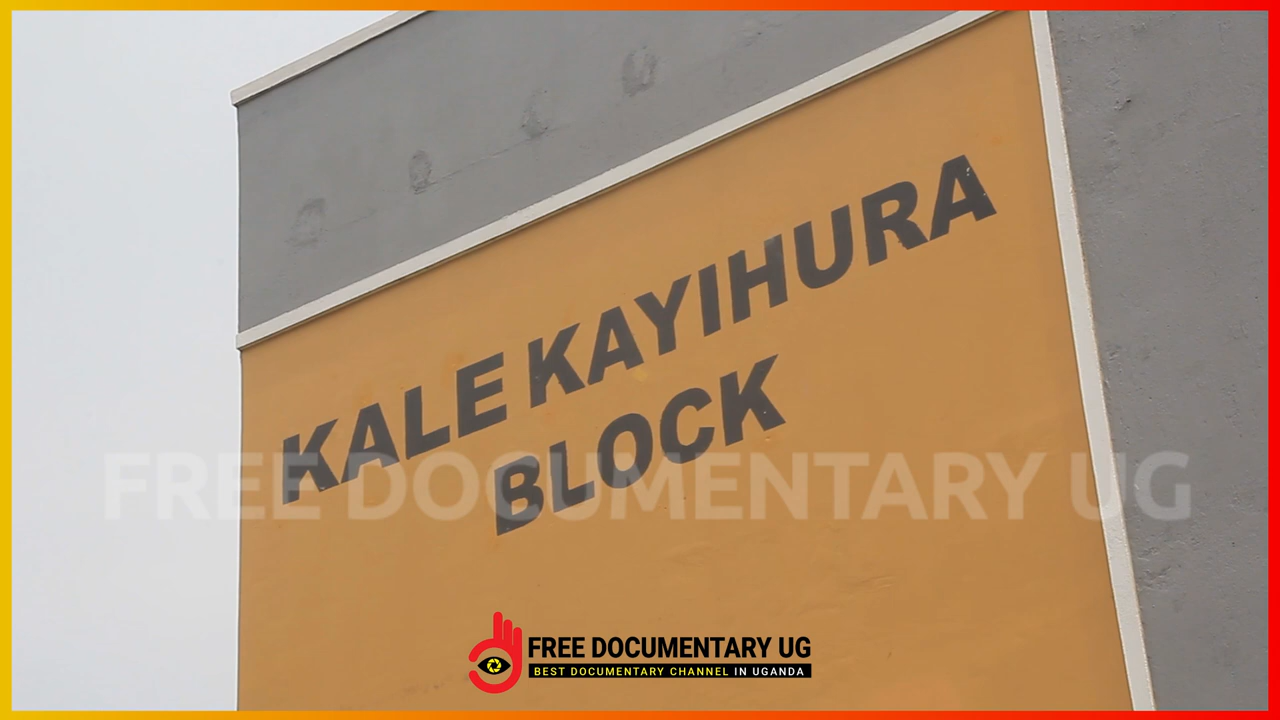 KALE KAYIHURA
BLOCK
FREE DOCUMENTARY UG
FREE DOCUMENTARY UG
BEST DOCUMENTARY CHANNEL IN UGANDA